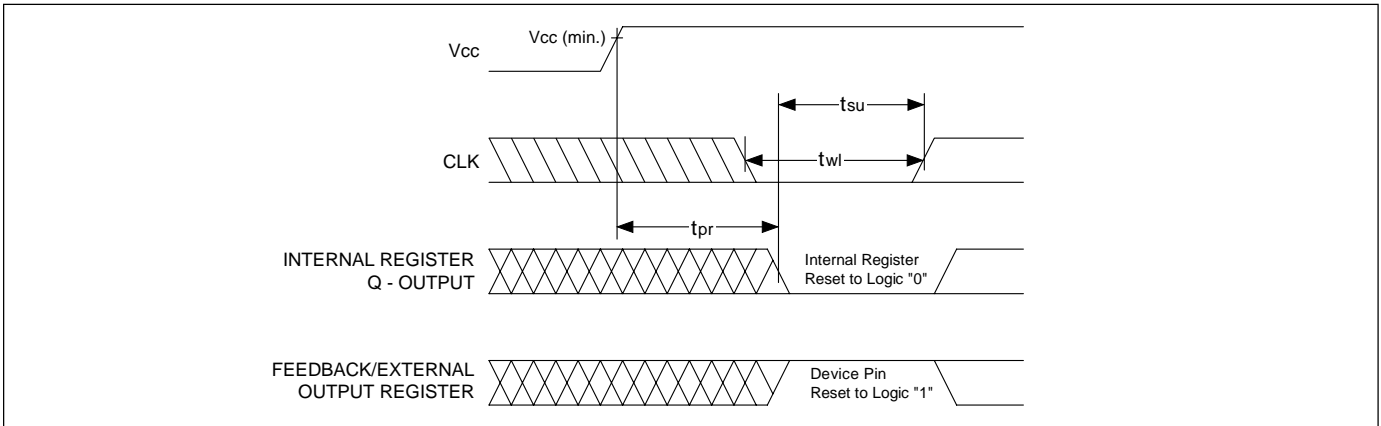 Vcc
Vcc (min.)
tsu
CLK
twl
tpr
INTERNAL REGISTER
Q - OUTPUT
Internal Register
Reset to Logic "0"
FEEDBACK/EXTERNAL
OUTPUT REGISTER
Device Pin
Reset to Logic "1"